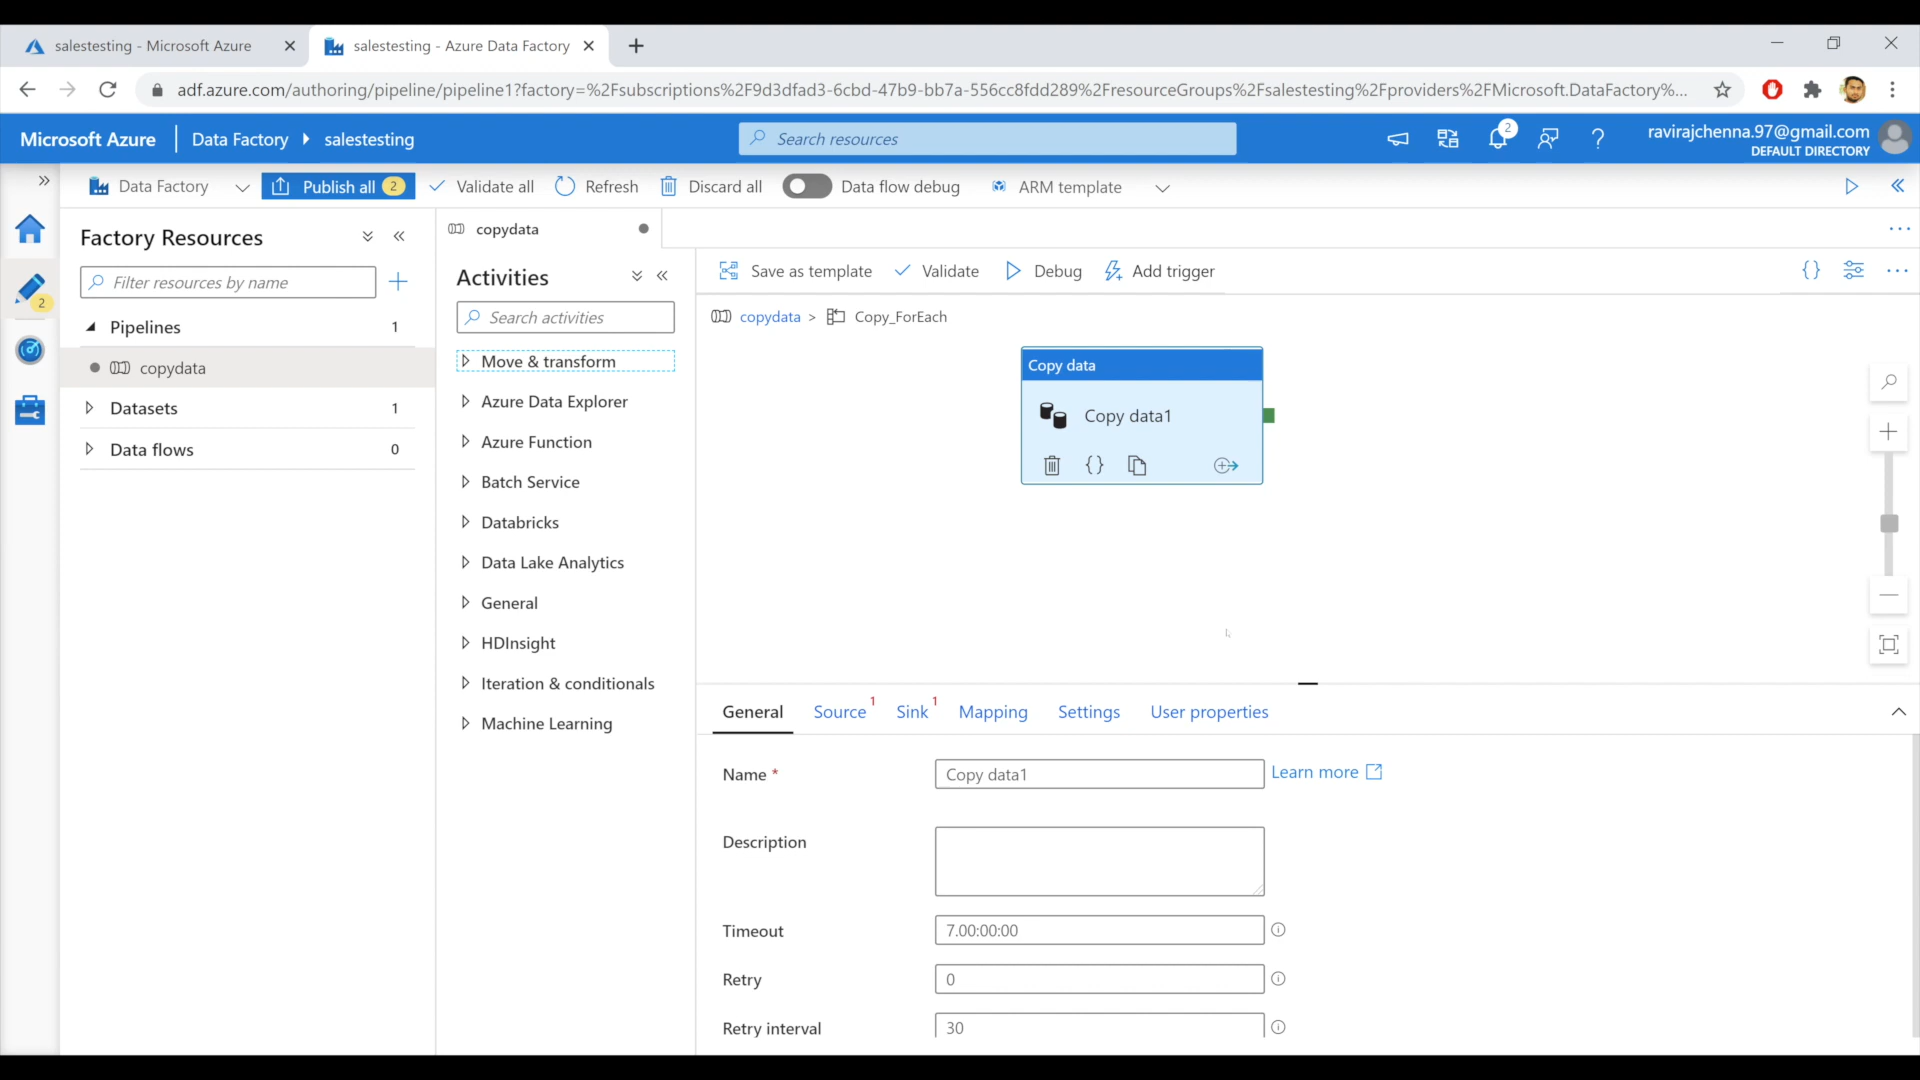 salestesting - Microsoft Azure
salestesting - Azure Data Factory
adf.azure.com/authoring/pipeline/pipeline1?factory=%2Fsubscriptions%2F9d3dfad3-6cbd-47b9-bb7a-556cc8fdd289%2FresourceGroups%2Fsalestesting%2Fproviders%2FMicrosoft.DataFactory%...
Microsoft Azure
Data Factory
salestesting
Search resources
2
ravirajchenna.97@gmail.com
DEFAULT DIRECTORY
Data Factory
Publish all 2
Validate all
Refresh
Discard all
Data flow debug
ARM template
Factory Resources
Filter resources by name
2
Pipelines 1
copydata
Datasets 1
Data flows 0
copydata
Activities
Search activities
Move & transform
Azure Data Explorer
Azure Function
Batch Service
Databricks
Data Lake Analytics
General
HDInsight
Iteration & conditionals
Machine Learning
Save as template
Validate
Debug
Add trigger
copydata > Copy_ForEach
Copy data
Copy data1
General
Source 1
Sink 1
Mapping
Settings
User properties
Name *
Copy data1
Learn more
Description
Timeout
7.00:00:00
Retry
0
Retry interval
30